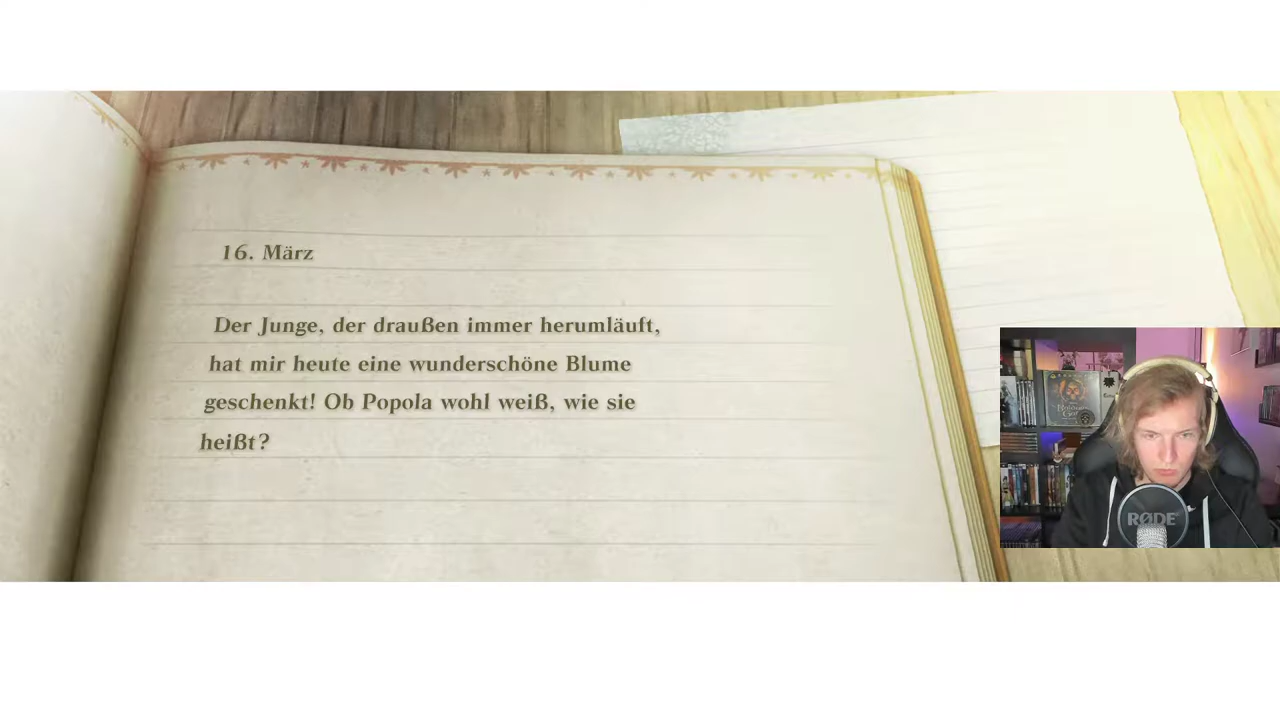 16. März
Der Junge, der draußen immer herumläuft,
hat mir heute eine wunderschöne Blume
geschenkt! Ob Popola wohl weiß, wie sie
heißt?
RØDE